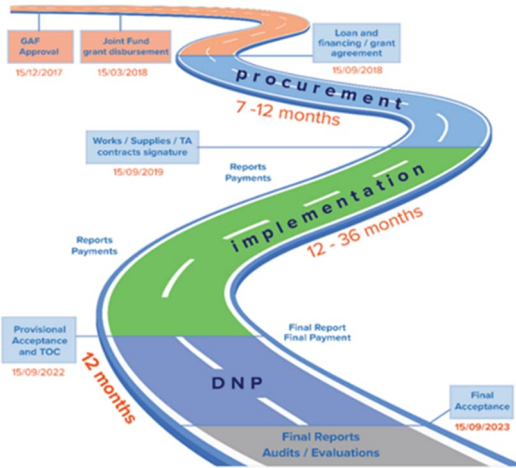 GAF
Approval
15/12/2017
Joint Fund
grant disbursement
15/03/2018
Loan and
financing / grant
agreement
15/09/2018
procurement
7 -12 months
Works / Supplies / TA
contracts signature
15/09/2019
Reports
Payments
implementation
12 - 36 months
Reports
Payments
Provisional
Acceptance
and TOC
15/09/2022
Final Report
Final Payment
12 months
DNP
Final
Acceptance
15/09/2023
Final Reports
Audits / Evaluations